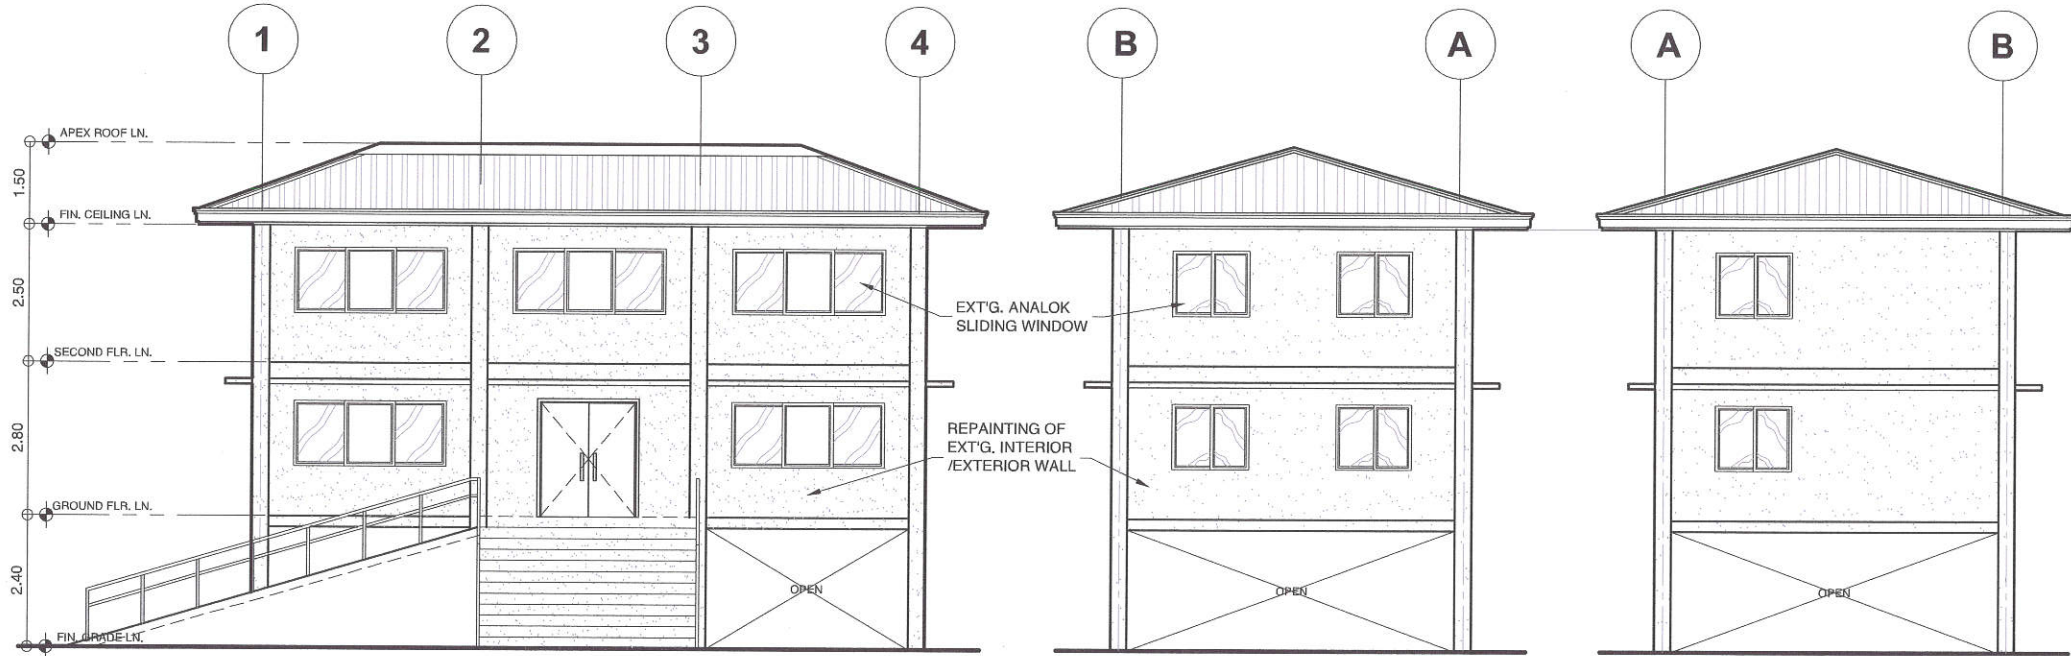 1 2 3 4 B A A B
APEX ROOF LN.
1.50
FIN. CEILING LN.
2.50
EXT'G. ANALOK
SLIDING WINDOW
SECOND FLR. LN.
2.80
REPAINTING OF
EXT'G. INTERIOR
/EXTERIOR WALL
GROUND FLR. LN.
2.40
OPEN
OPEN
OPEN
FIN. GRADE LN.